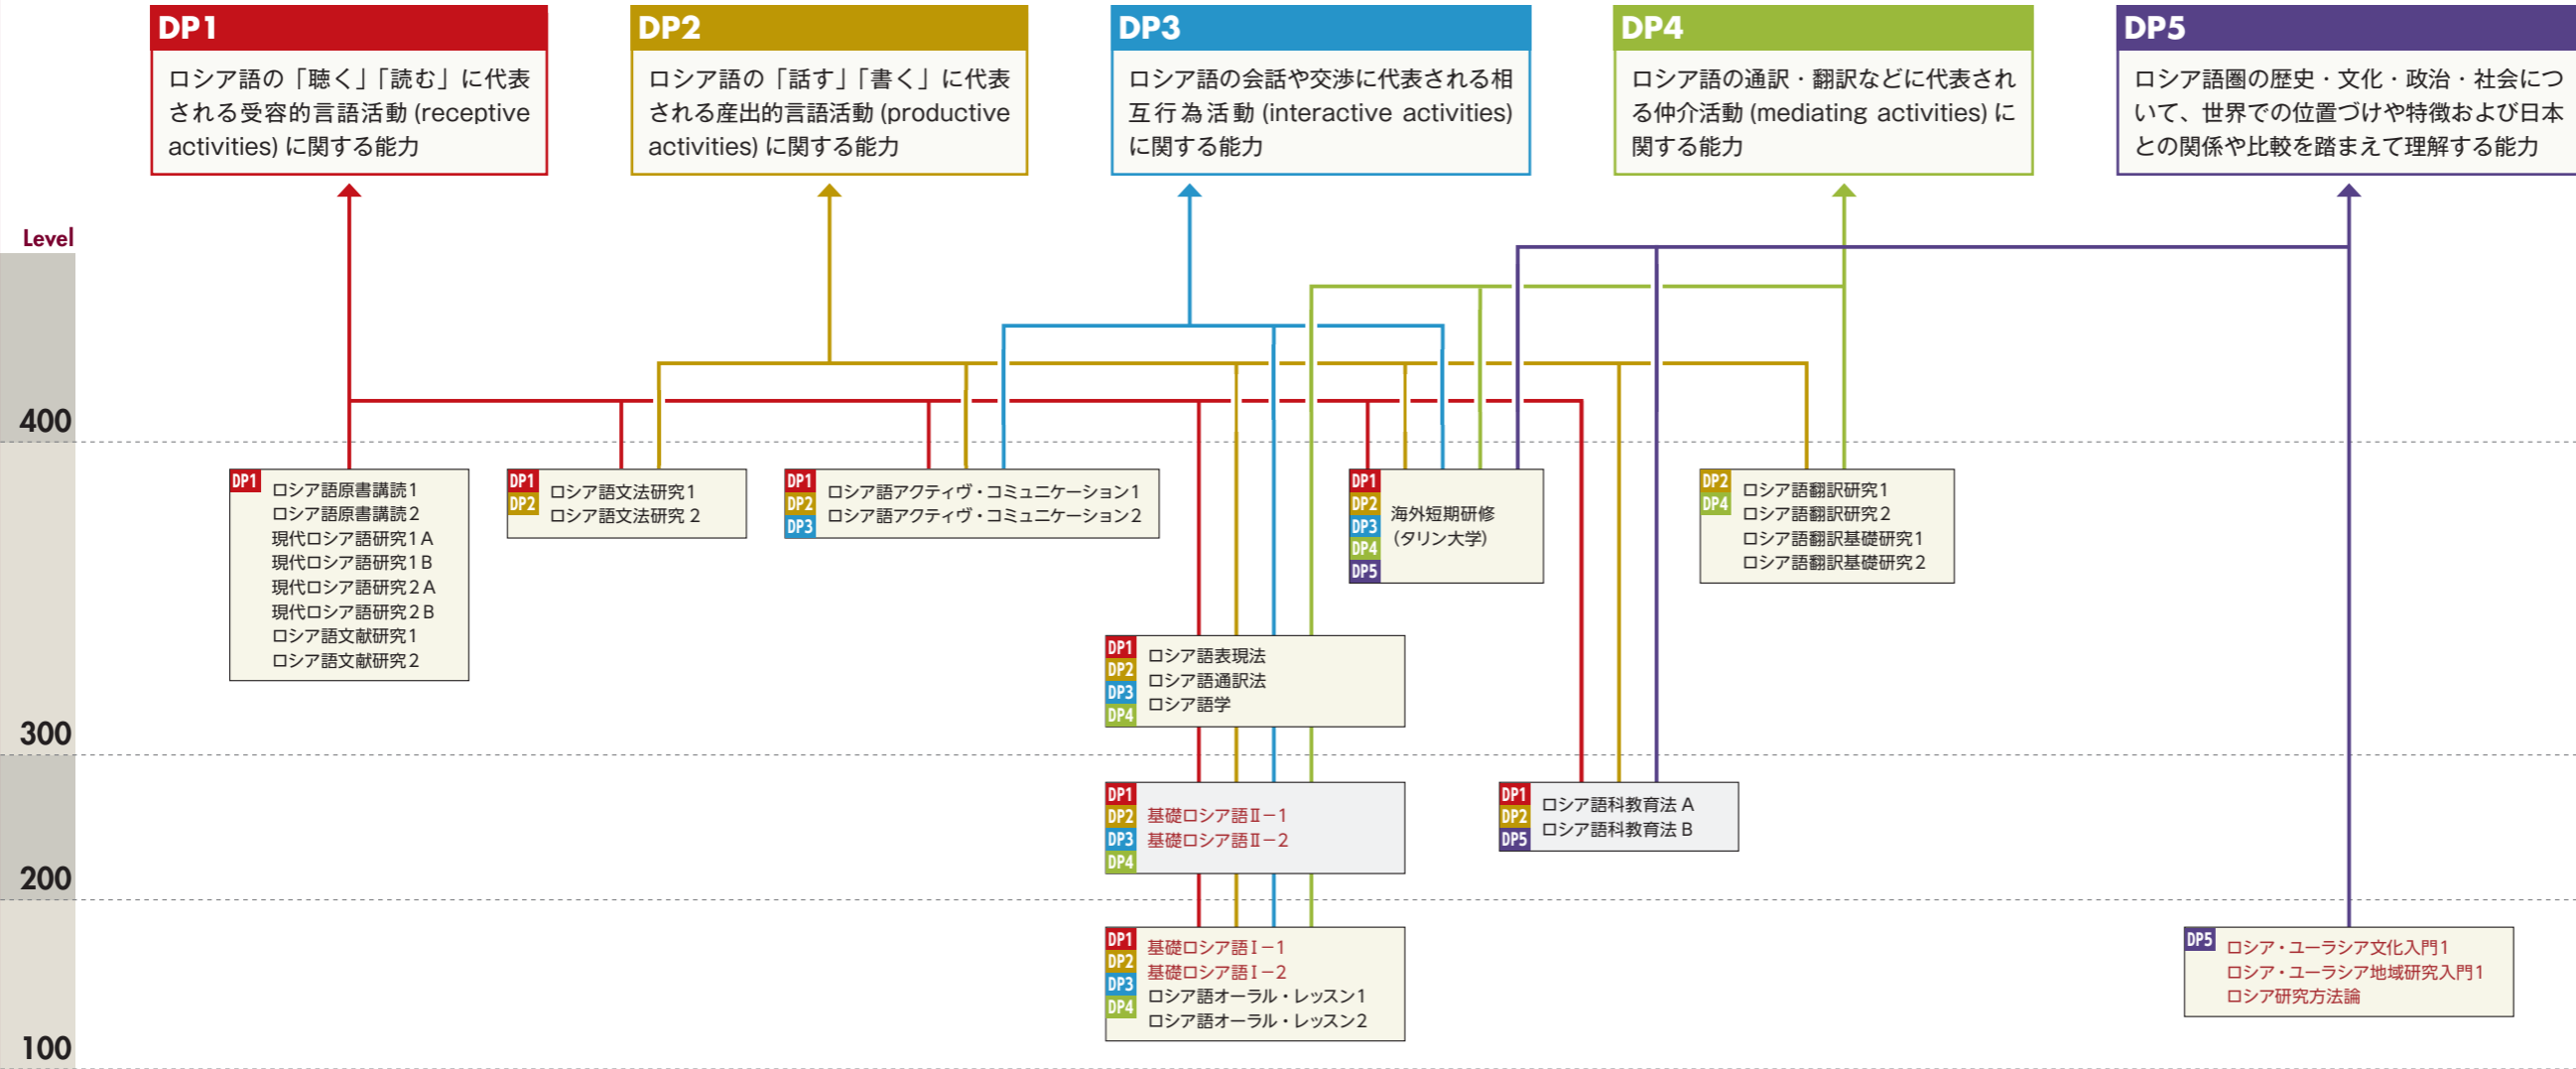 DP1
ロシア語の「聴く」「読む」に代表
される受容的言語活動 (receptive
activities) に関する能力
DP2
ロシア語の「話す」「書く」に代表
される産出的言語活動 (productive
activities) に関する能力
DP3
ロシア語の会話や交渉に代表される相
互行為活動 (interactive activities)
に関する能力
DP4
ロシア語の通訳・翻訳などに代表され
る仲介活動 (mediating activities) に
関する能力
DP5
ロシア語圏の歴史・文化・政治・社会につ
いて、世界での位置づけや特徴および日本
との関係や比較を踏まえて理解する能力
Level
400
DP1
ロシア語原書講読1
ロシア語原書講読2
現代ロシア語研究1A
現代ロシア語研究1B
現代ロシア語研究2A
現代ロシア語研究2B
ロシア語文献研究1
ロシア語文献研究2
DP1
DP2
ロシア語文法研究1
ロシア語文法研究2
DP1
DP2
DP3
ロシア語アクティヴ・コミュニケーション1
ロシア語アクティヴ・コミュニケーション2
DP1
DP2
DP3
DP4
DP5
海外短期研修
(タリン大学)
DP2
DP4
ロシア語翻訳研究1
ロシア語翻訳研究2
ロシア語翻訳基礎研究1
ロシア語翻訳基礎研究2
DP1
DP2
DP3
DP4
ロシア語表現法
ロシア語通訳法
ロシア語学
300
DP1
DP2
DP3
DP4
基礎ロシア語Ⅱ−1
基礎ロシア語Ⅱ−2
DP1
DP2
DP5
ロシア語科教育法 A
ロシア語科教育法 B
200
DP1
DP2
DP3
DP4
基礎ロシア語Ⅰ−1
基礎ロシア語Ⅰ−2
ロシア語オーラル・レッスン1
ロシア語オーラル・レッスン2
DP5
ロシア・ユーラシア文化入門1
ロシア・ユーラシア地域研究入門1
ロシア研究方法論
100